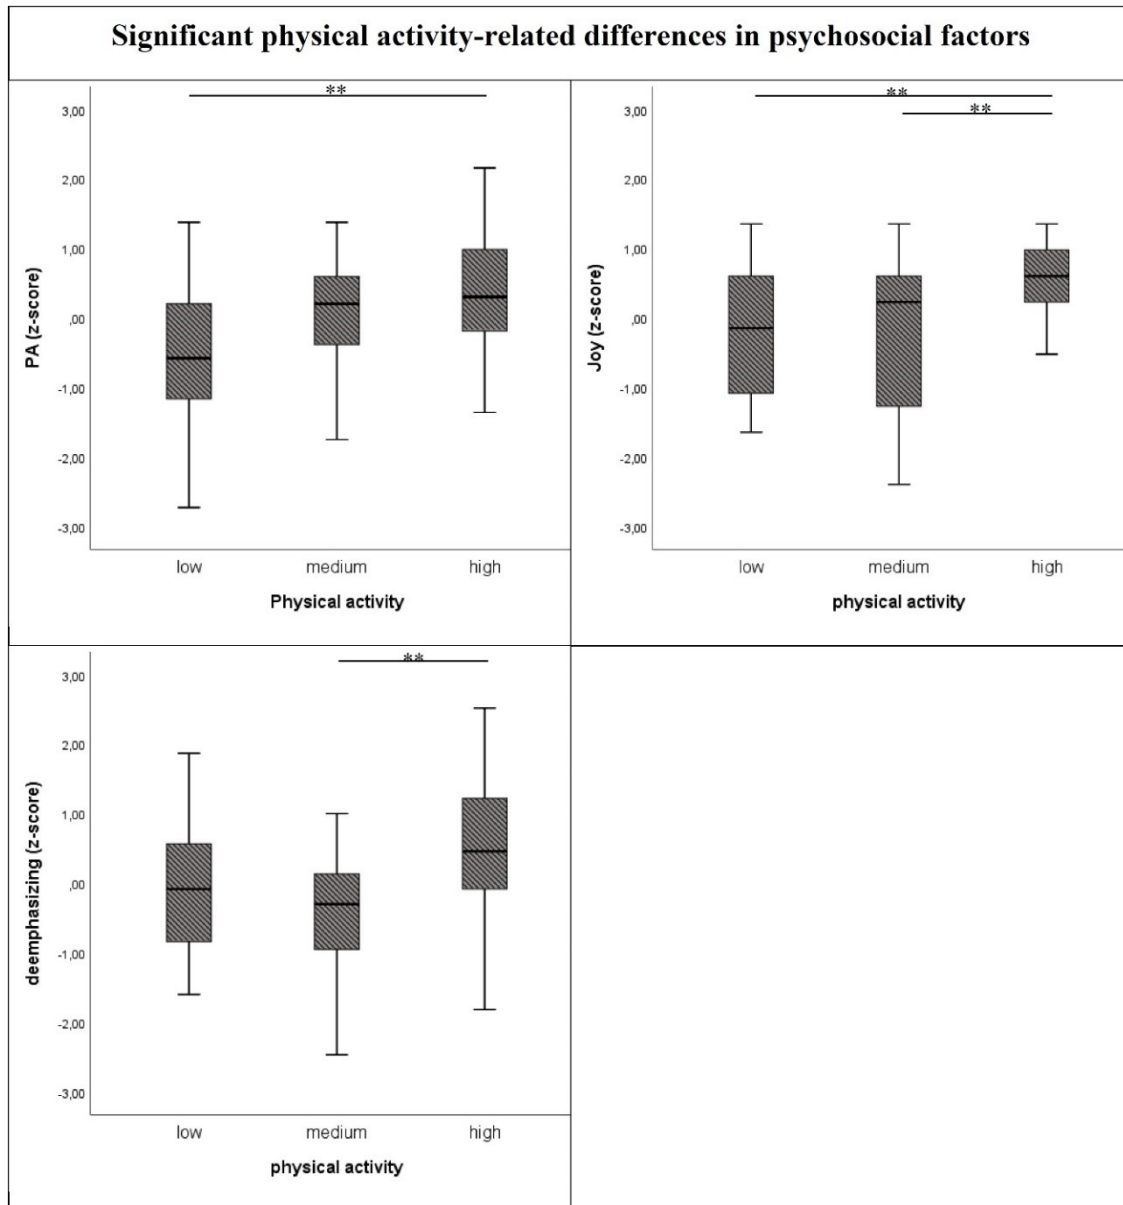 Significant physical activity-related differences in psychosocial factors
**
3,00
2,00
1,00
,00
-1,00
-2,00
-3,00
PA (z-score)
low medium high
Physical activity
**
**
3,00
2,00
1,00
,00
-1,00
-2,00
-3,00
Joy (z-score)
low medium high
physical activity
**
3,00
2,00
1,00
,00
-1,00
-2,00
-3,00
deemphasizing (z-score)
low medium high
physical activity